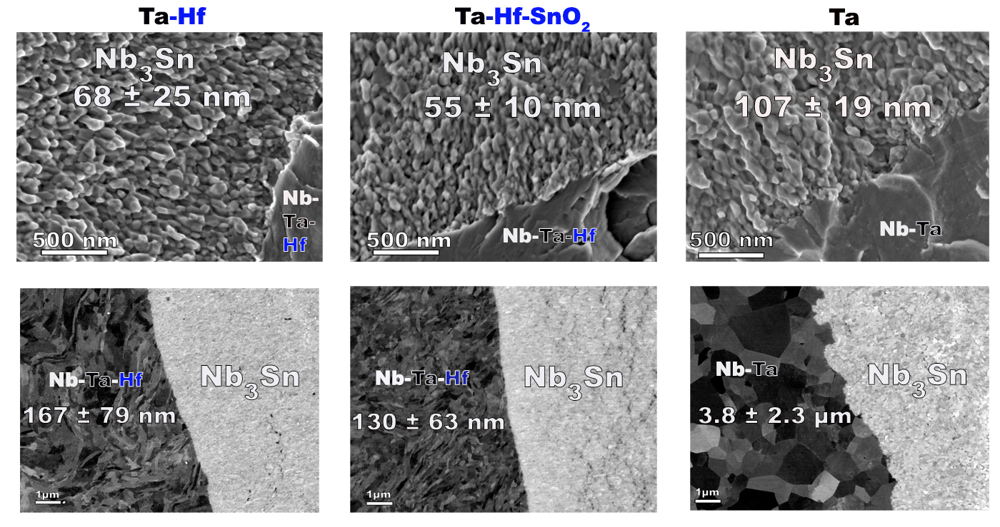 Ta-Hf
Ta-Hf-SnO₂
Ta
Nb₃Sn
68 ± 25 nm
Nb-
Ta-
Hf
500 nm
Nb₃Sn
55 ± 10 nm
Nb-Ta-Hf
500 nm
Nb₃Sn
107 ± 19 nm
Nb-Ta
500 nm
Nb-Ta-Hf
Nb₃Sn
167 ± 79 nm
1µm
Nb-Ta-Hf
Nb₃Sn
130 ± 63 nm
1µm
Nb-Ta
Nb₃Sn
3.8 ± 2.3 µm
1µm